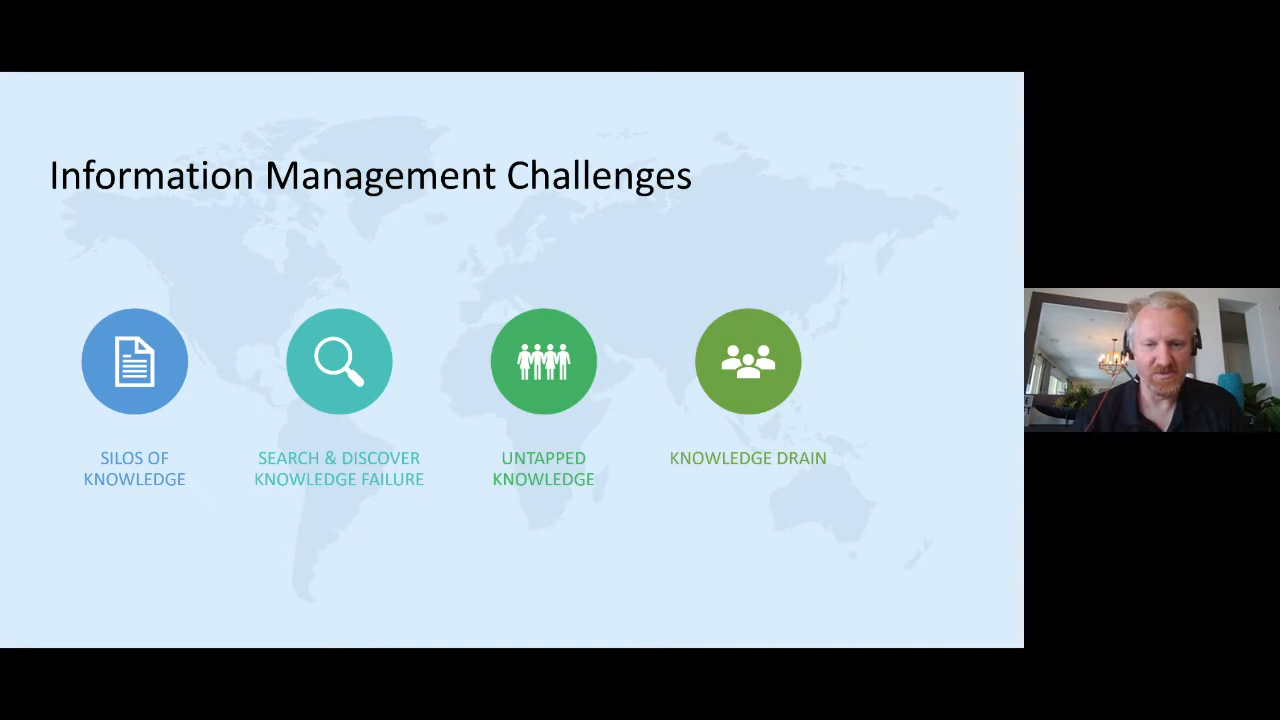 Information Management Challenges
SILOS OF
KNOWLEDGE
SEARCH & DISCOVER
KNOWLEDGE FAILURE
UNTAPPED
KNOWLEDGE
KNOWLEDGE DRAIN